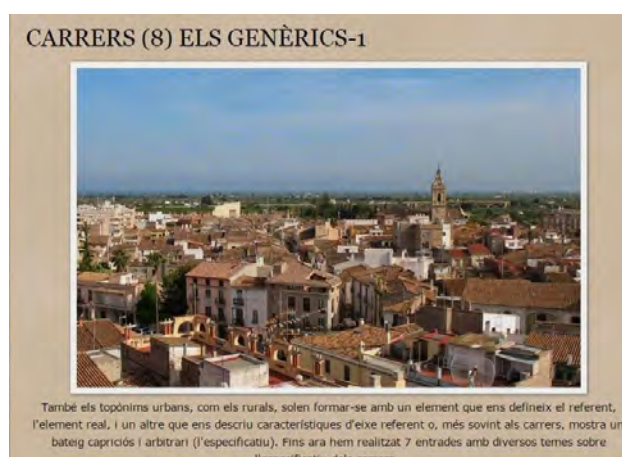 CARRERS (8) ELS GENÈRICS-1
També els topònims urbans, com els rurals, solen formar-se amb un element que ens defineix el referent,
l'element real, i un altre que ens descriu característiques d'eixe referent o, més sovint als carrers, mostra un
bateig capriciós i arbitrari (l'especificatiu). Fins ara hem realitzat 7 entrades amb diversos temes sobre